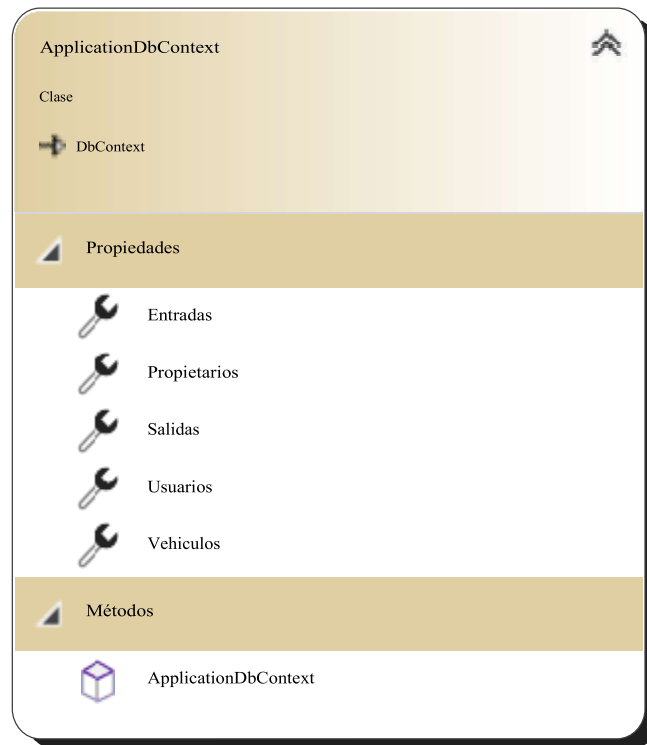 ApplicationDbContext
Clase
DbContext
Propiedades
Entradas
Propietarios
Salidas
Usuarios
Vehiculos
Métodos
ApplicationDbContext